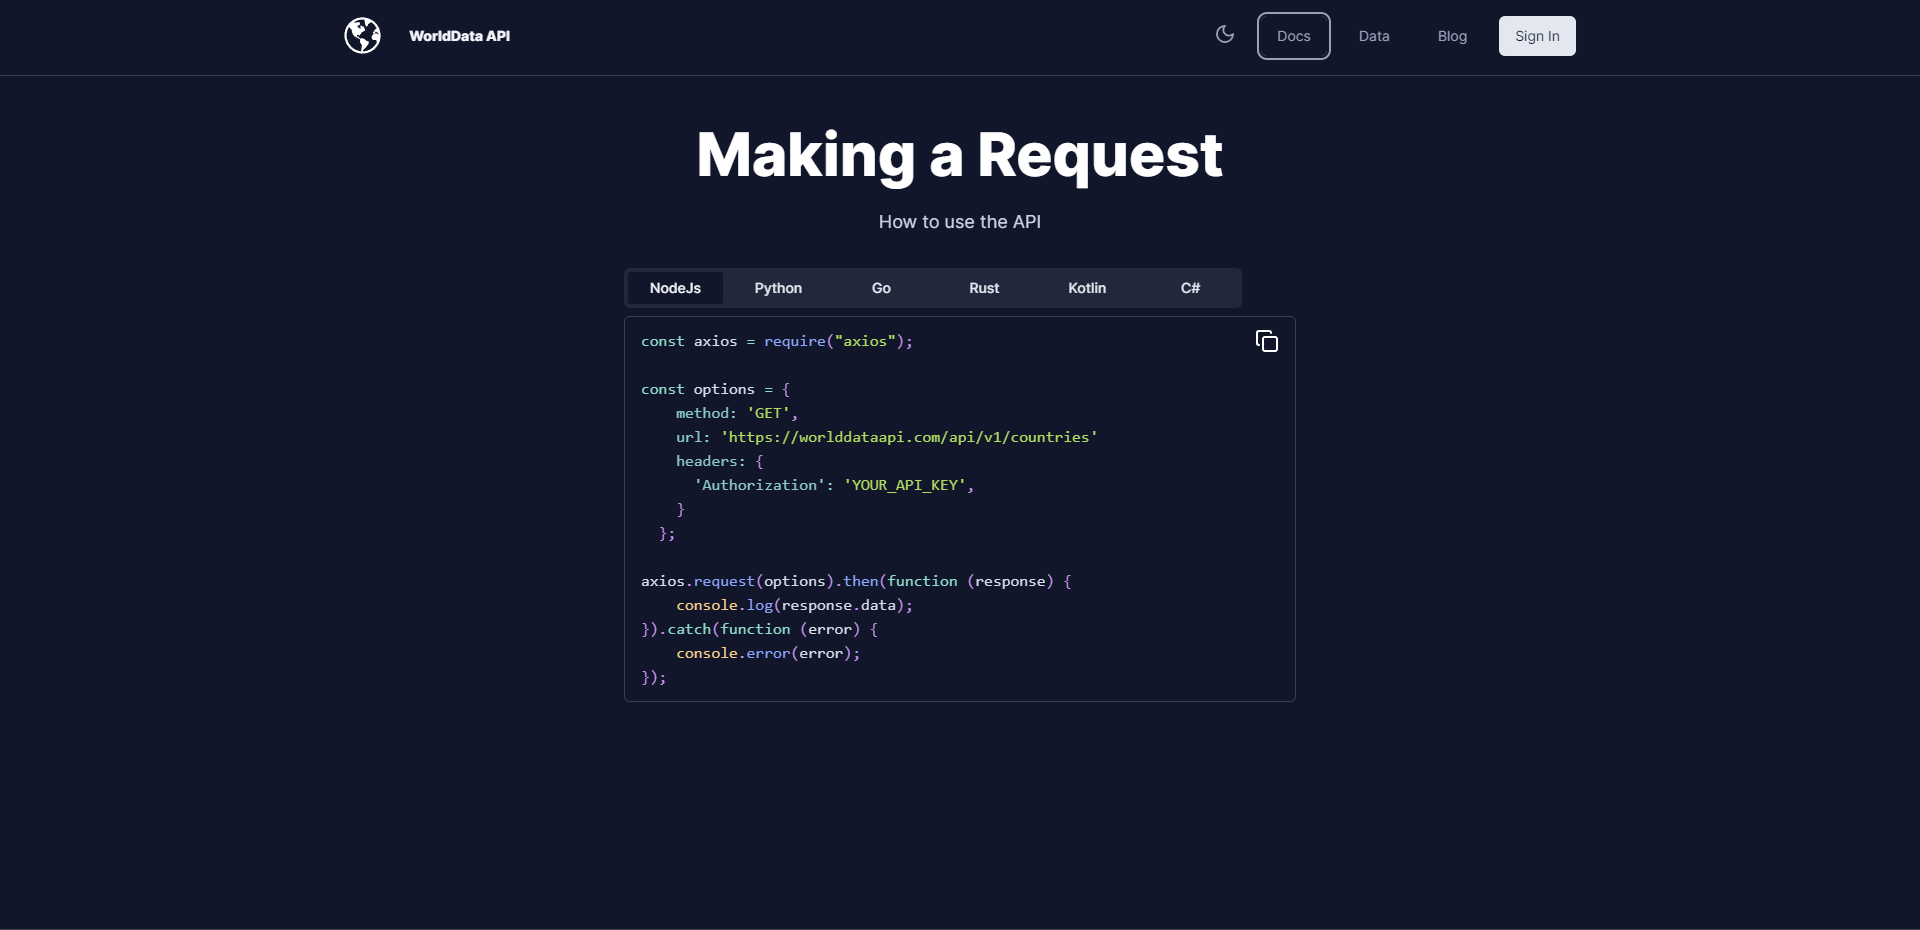 WorldData API
Docs
Data
Blog
Sign In
Making a Request
How to use the API
NodeJs
Python
Go
Rust
Kotlin
C#
const axios = require("axios");
const options = {
    method: 'GET',
    url: 'https://worlddataapi.com/api/v1/countries'
    headers: {
      'Authorization': 'YOUR_API_KEY',
    }
  };
axios.request(options).then(function (response) {
    console.log(response.data);
}).catch(function (error) {
    console.error(error);
});